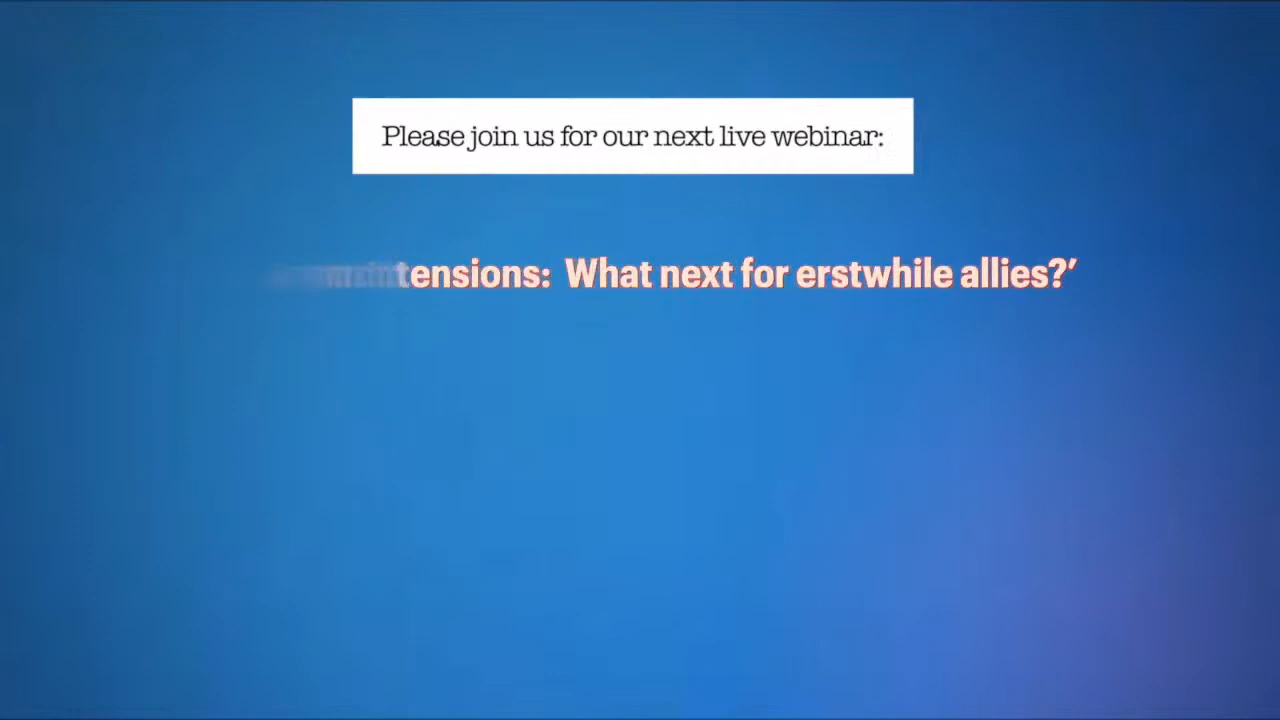 Please join us for our next live webinar:
tensions: What next for erstwhile allies?’